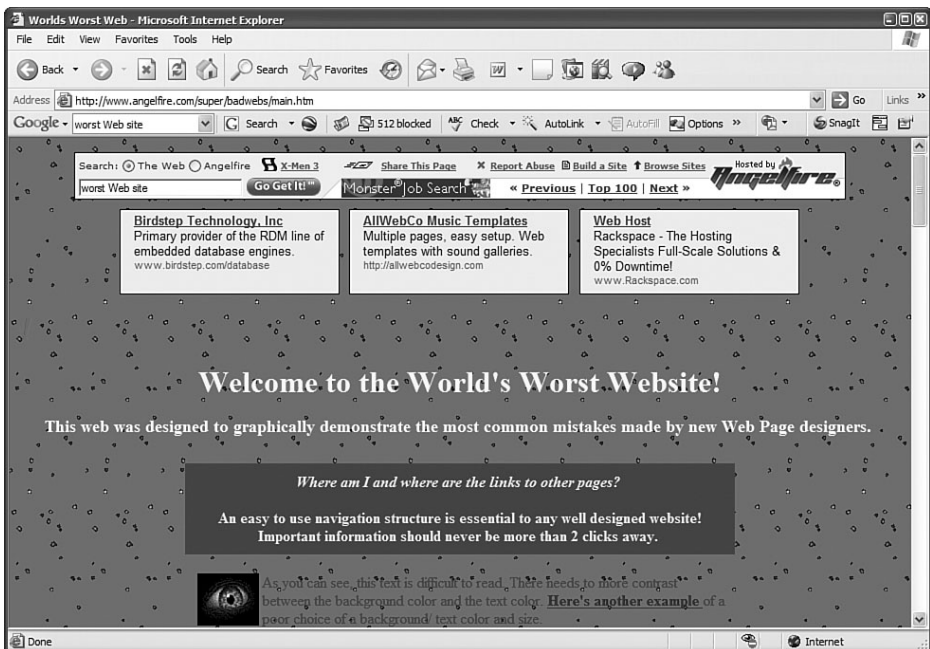 Worlds Worst Web - Microsoft Internet Explorer
File Edit View Favorites Tools Help
Back Search Favorites
Address http://www.angelfire.com/super/badwebs/main.htm Go Links »
Google worst Web site Search 512 blocked Check AutoLink AutoFill Options » SnagIt
Search: The Web Angelfire X-Men 3 Share This Page Report Abuse Build a Site Browse Sites Hosted by Angelfire
worst Web site Go Get It! Monster Job Search « Previous | Top 100 | Next »
Birdstep Technology, Inc
Primary provider of the RDM line of
embedded database engines.
www.birdstep.com/database
AllWebCo Music Templates
Multiple pages, easy setup. Web
templates with sound galleries.
http://allwebcodesign.com
Web Host
Rackspace - The Hosting
Specialists Full-Scale Solutions &
0% Downtime!
www.Rackspace.com
Welcome to the World's Worst Website!
This web was designed to graphically demonstrate the most common mistakes made by new Web Page designers.
Where am I and where are the links to other pages?
An easy to use navigation structure is essential to any well designed website!
Important information should never be more than 2 clicks away.
As you can see, this text is difficult to read. There needs to more contrast
between the background color and the text color. Here's another example of a
poor choice of a background/ text color and size.
Done Internet